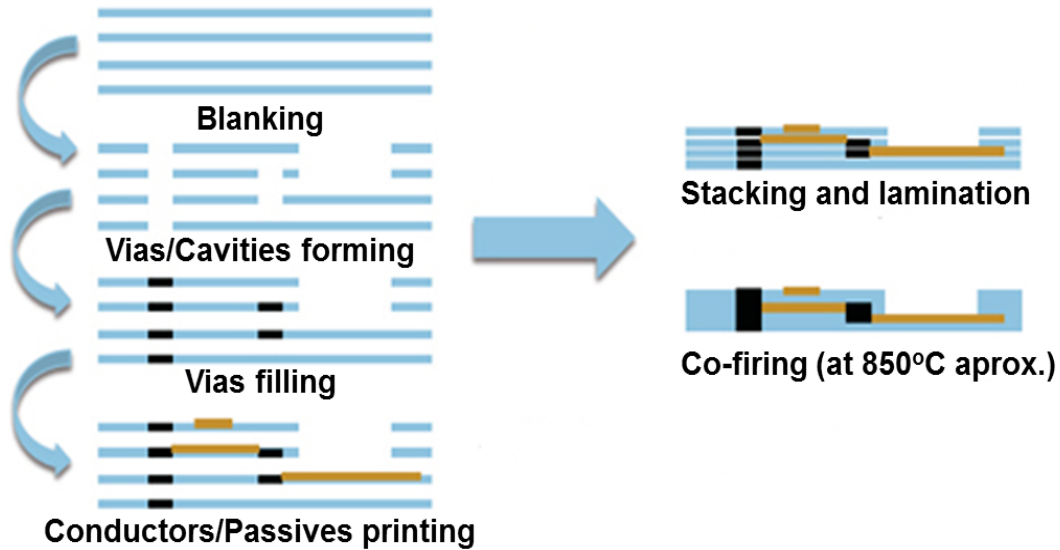 Blanking
Vias/Cavities forming
Vias filling
Conductors/Passives printing
Stacking and lamination
Co-firing (at 850ºC aprox.)